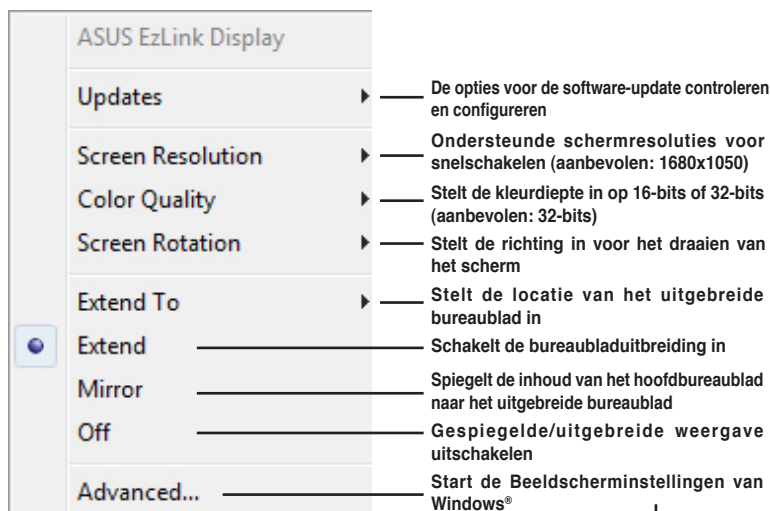 ASUS EzLink Display
Updates
De opties voor de software-update controleren
en configureren
Screen Resolution
Ondersteunde schermresoluties voor
snelschakelen (aanbevolen: 1680x1050)
Color Quality
Stelt de kleurdiepte in op 16-bits of 32-bits
(aanbevolen: 32-bits)
Screen Rotation
Stelt de richting in voor het draaien van
het scherm
Extend To
Stelt de locatie van het uitgebreide
bureaublad in
Extend
Schakelt de bureaubladuitbreiding in
Mirror
Spiegelt de inhoud van het hoofdbureaublad
naar het uitgebreide bureaublad
Off
Gespiegelde/uitgebreide weergave
uitschakelen
Advanced...
Start de Beeldscherminstellingen van
Windows®